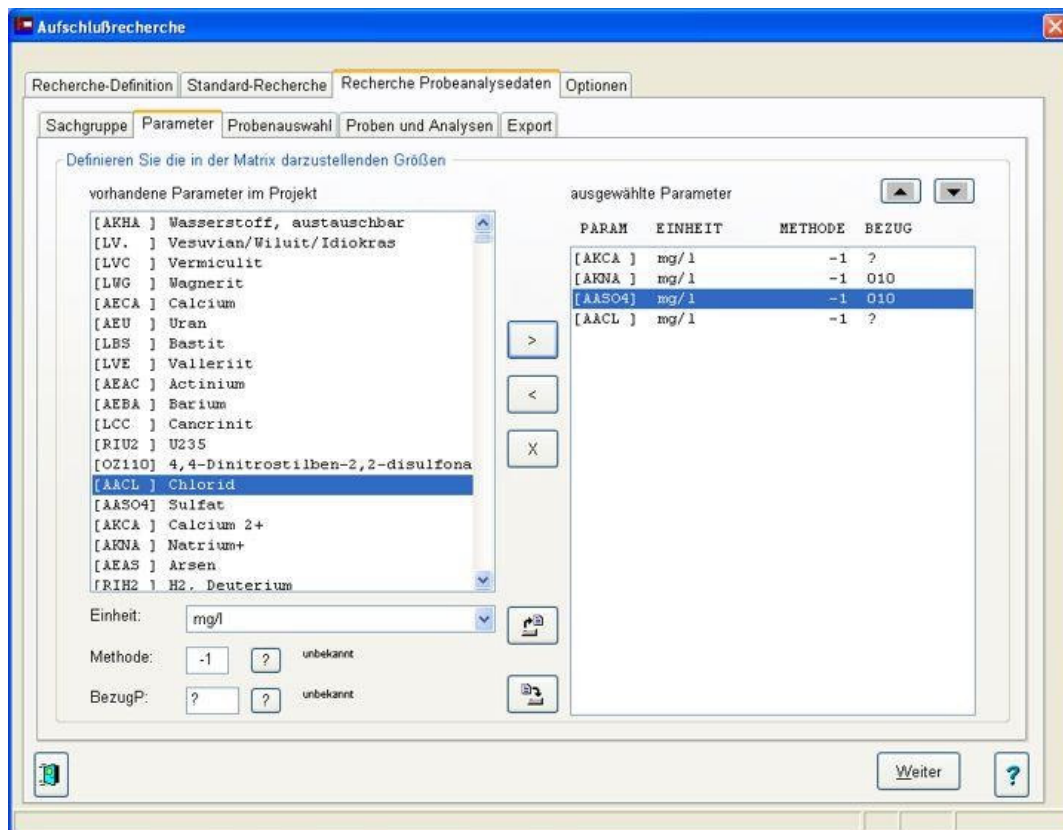 Aufschlußrecherche
Recherche-Definition Standard-Recherche Recherche Probeanalysedaten Optionen
Sachgruppe Parameter Probenauswahl Proben und Analysen Export
Definieren Sie die in der Matrix darzustellenden Größen
vorhandene Parameter im Projekt
[AKHA ] Wasserstoff, austauschbar
[LV. ] Vesuvian/Wiluit/Idiokras
[LVC ] Vermiculit
[LWG ] Wagnerit
[AECA ] Calcium
[AEU ] Uran
[LBS ] Bastit
[LVE ] Valleriit
[AEAC ] Actinium
[AEBA ] Barium
[LCC ] Cancrinit
[RIU2 ] U235
[OZ110] 4,4-Dinitrostilben-2,2-disulfona
[AACL ] Chlorid
[AASO4] Sulfat
[AKCA ] Calcium 2+
[AKNA ] Natrium+
[AEAS ] Arsen
[RIH2 ] H2, Deuterium
Einheit: mg/l
Methode: -1 ? unbekannt
BezugP: ? ? unbekannt
>
<
X
ausgewählte Parameter
PARAM EINHEIT METHODE BEZUG
[AKCA ] mg/l -1 ?
[AKNA ] mg/l -1 010
[AASO4] mg/l -1 010
[AACL ] mg/l -1 ?
Weiter
?